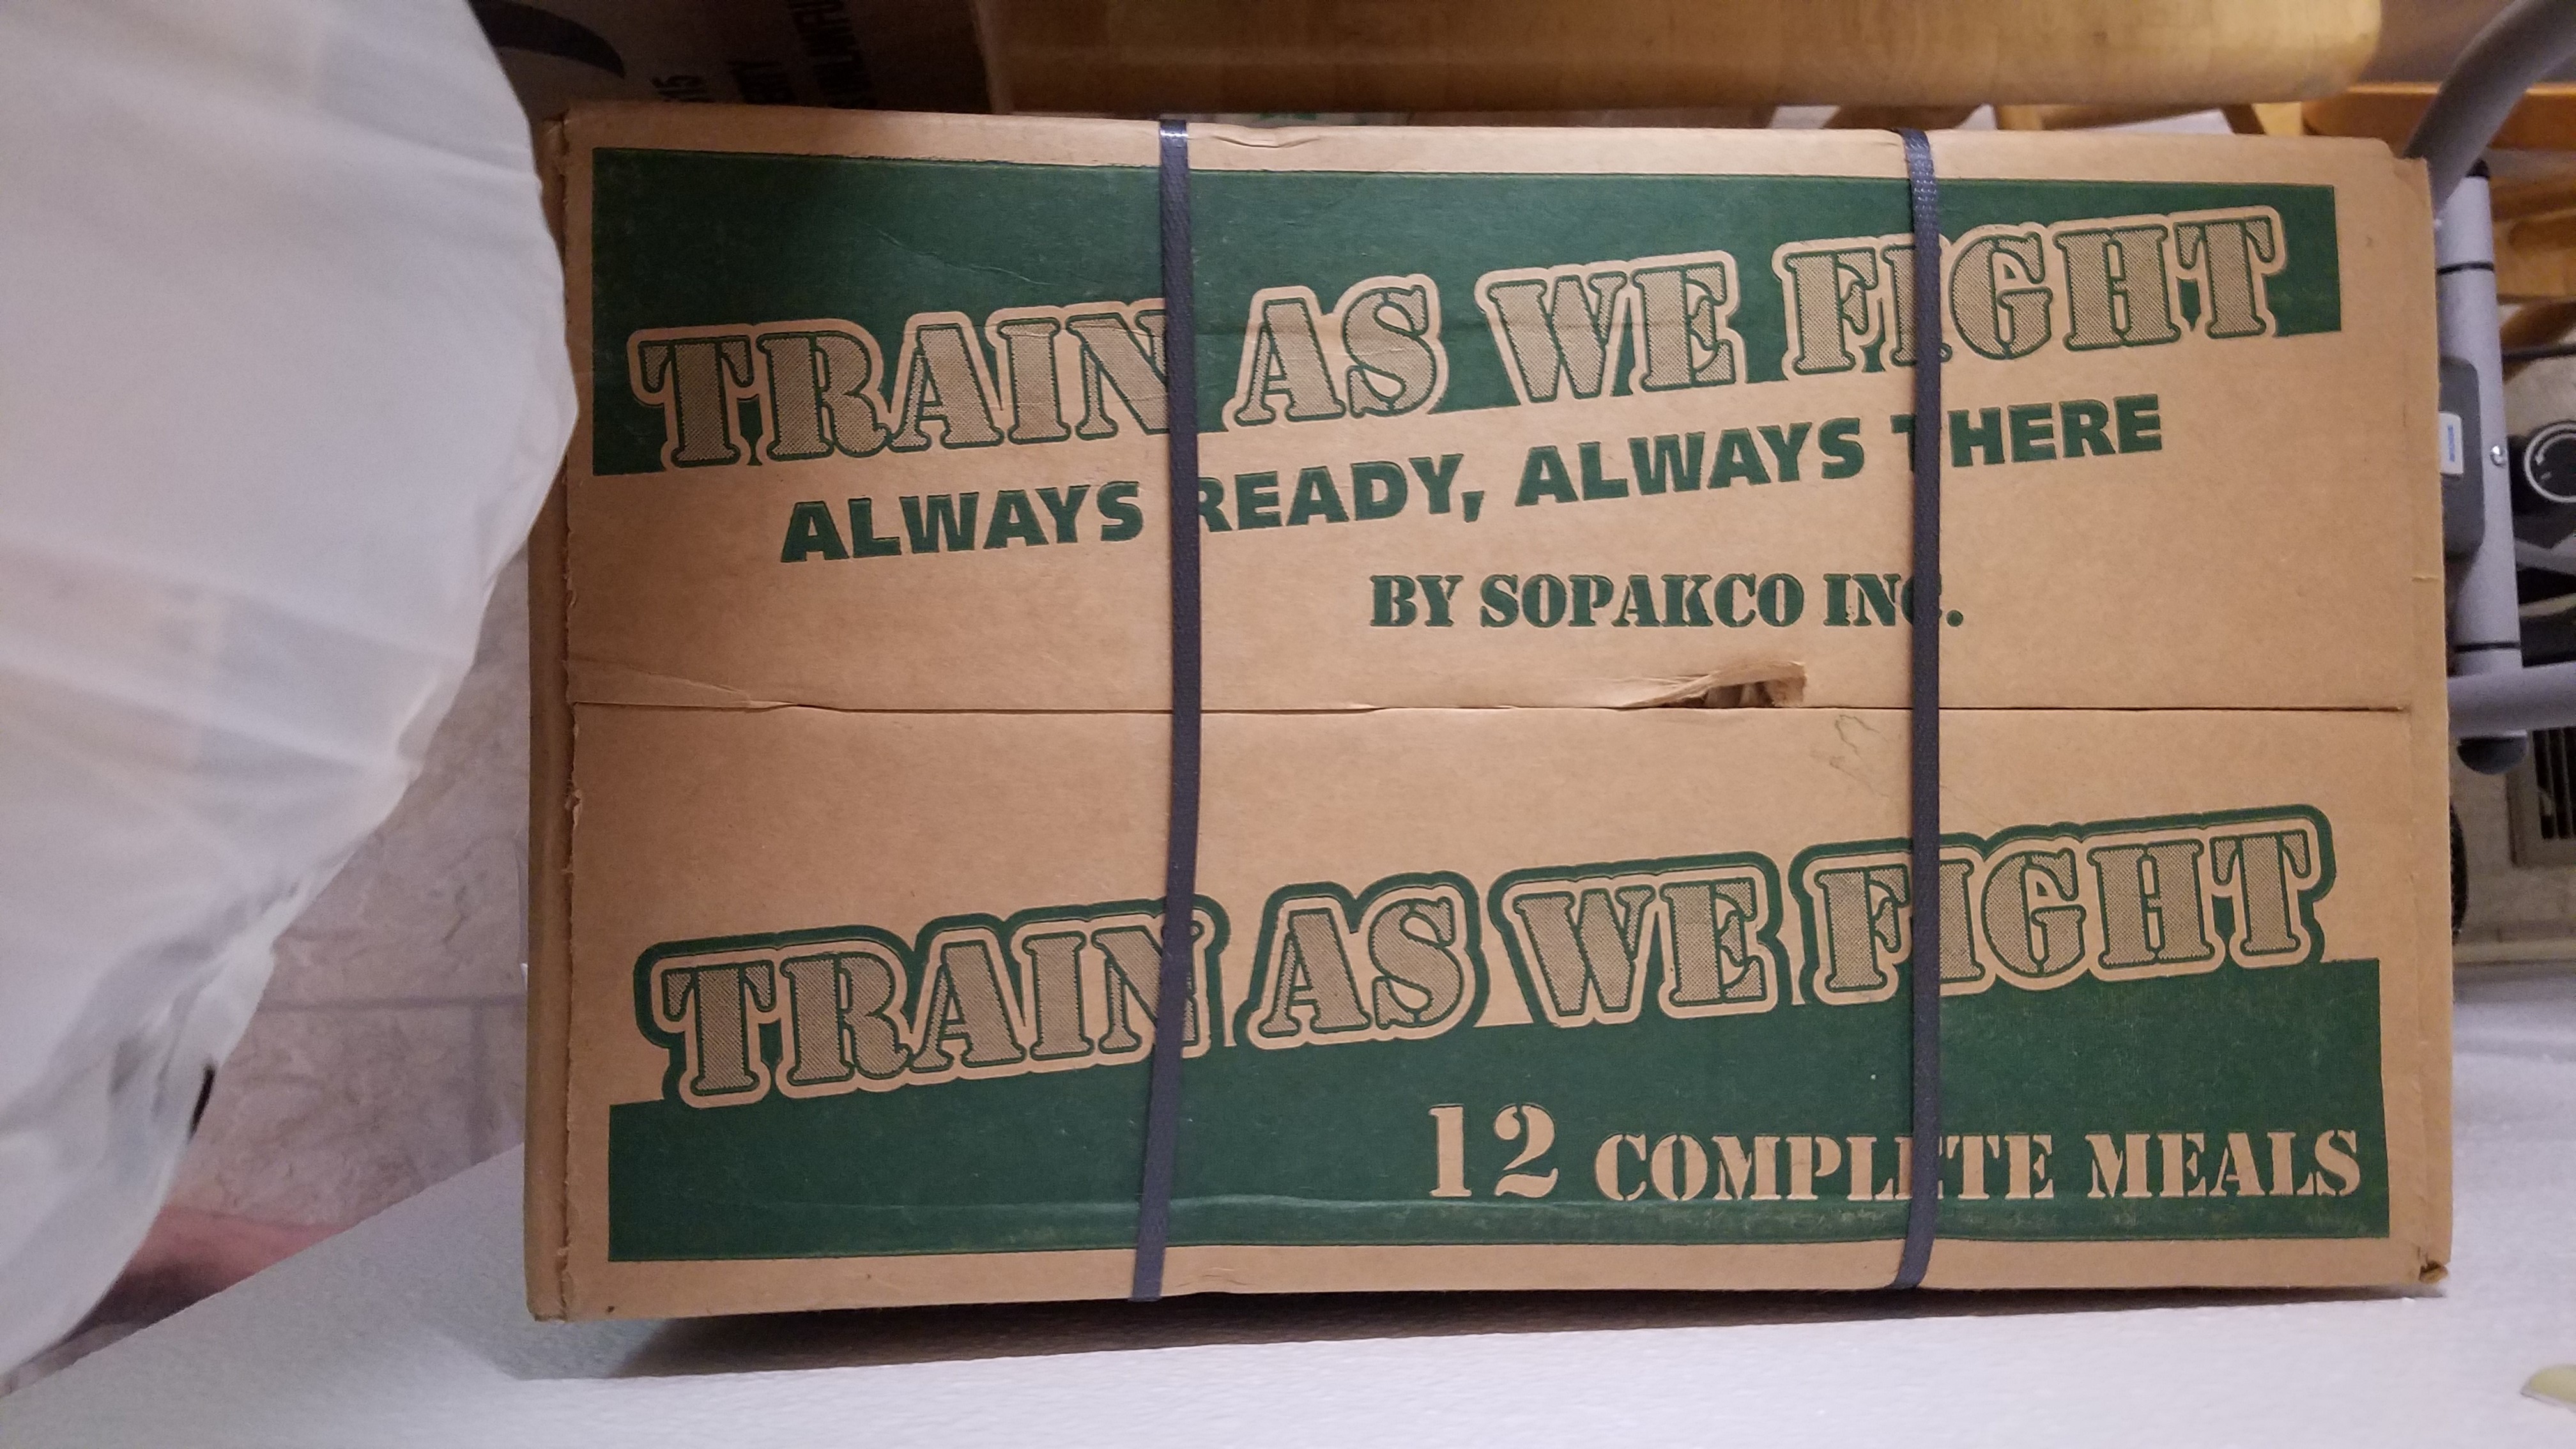 TRAIN AS WE FIGHT
ALWAYS READY, ALWAYS THERE
BY SOPAKCO INC.
TRAIN AS WE FIGHT
12 COMPLETE MEALS